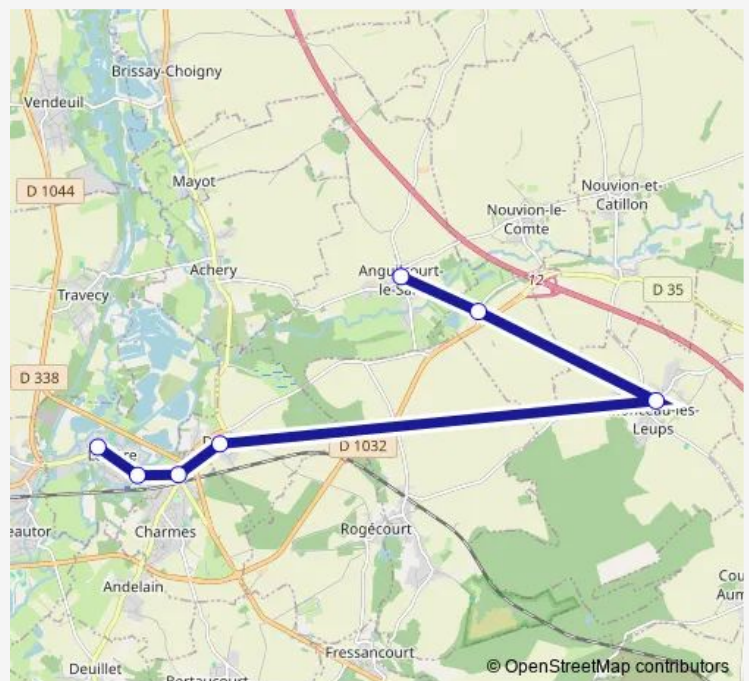 Brissay-Choigny
Vendeuil
D 1044
Mayot
Nouvion-et-
Catillon
Nouvion-le-
Comte
Achery
Travecy
12
D 35
D 338
Leups
D 1032
Charmes
Rogécourt
Andelain
Fressancourt
Deuillet
© OpenStreetMap contributors